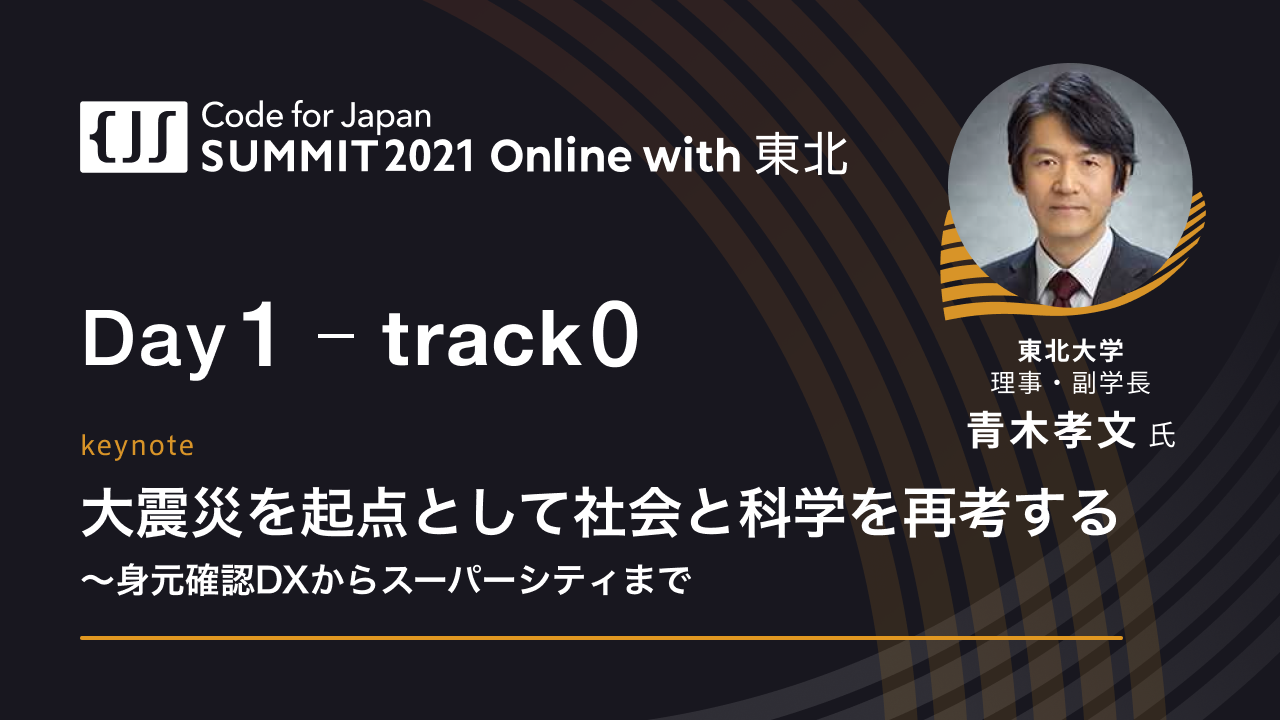 CJS
Code for Japan
SUMMIT 2021 Online with 東北
Day 1 – track 0
keynote
大震災を起点として社会と科学を再考する
〜身元確認DXからスーパーシティまで
東北大学
理事・副学長
青木孝文 氏